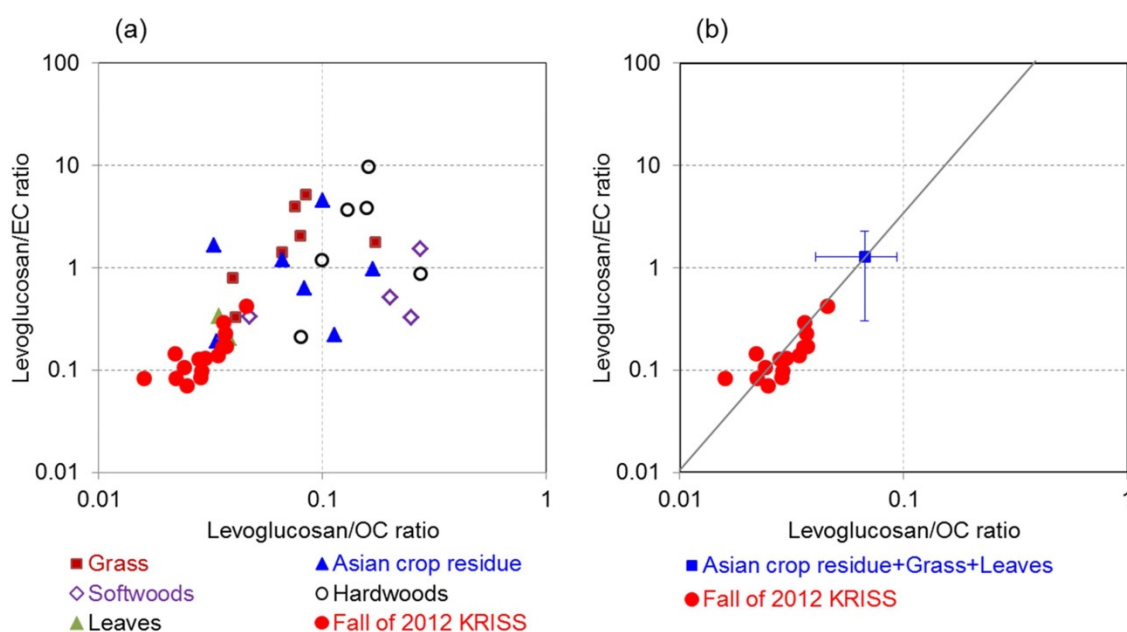 (a)
100
10
1
0.1
0.01
Levoglucosan/EC ratio
0.01 0.1 1
Levoglucosan/OC ratio
Grass
Asian crop residue
Softwoods
Hardwoods
Leaves
Fall of 2012 KRISS
(b)
100
10
1
0.1
0.01
Levoglucosan/EC ratio
0.01 0.1 1
Levoglucosan/OC ratio
Asian crop residue+Grass+Leaves
Fall of 2012 KRISS